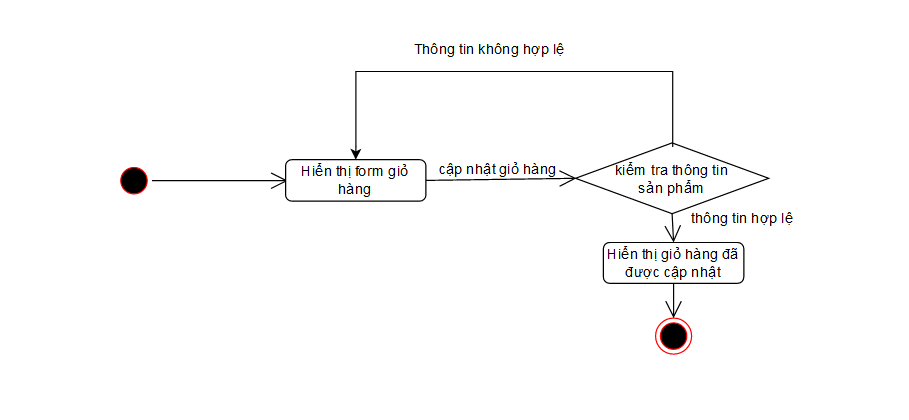 Thông tin không hợp lệ
Hiển thị form giỏ
hàng
cập nhật giỏ hàng
kiểm tra thông tin
sản phẩm
thông tin hợp lệ
Hiển thị giỏ hàng đã
được cập nhật